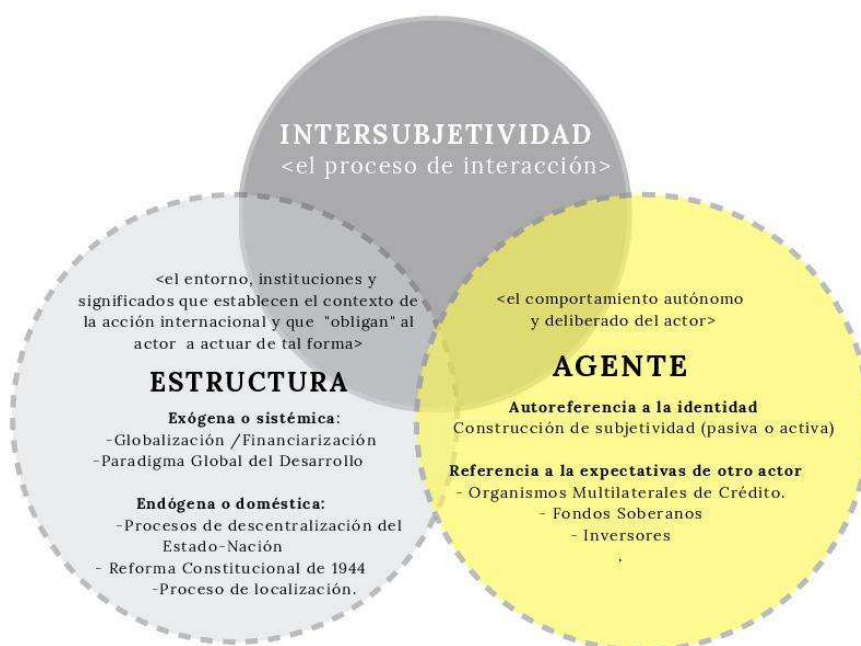 INTERSUBJETIVIDAD
<el proceso de interacción>
<el entorno, instituciones y
significados que establecen el contexto de
la acción internacional y que "obligan" al
actor a actuar de tal forma>
ESTRUCTURA
Exógena o sistémica:
-Globalización /Financiarización
-Paradigma Global del Desarrollo
Endógena o doméstica:
-Procesos de descentralización del
Estado-Nación
- Reforma Constitucional de 1944
-Proceso de localización.
<el comportamiento autónomo
y deliberado del actor>
AGENTE
Autoreferencia a la identidad
Construcción de subjetividad (pasiva o activa)
Referencia a la expectativas de otro actor
- Organismos Multilaterales de Crédito.
- Fondos Soberanos
- Inversores
,